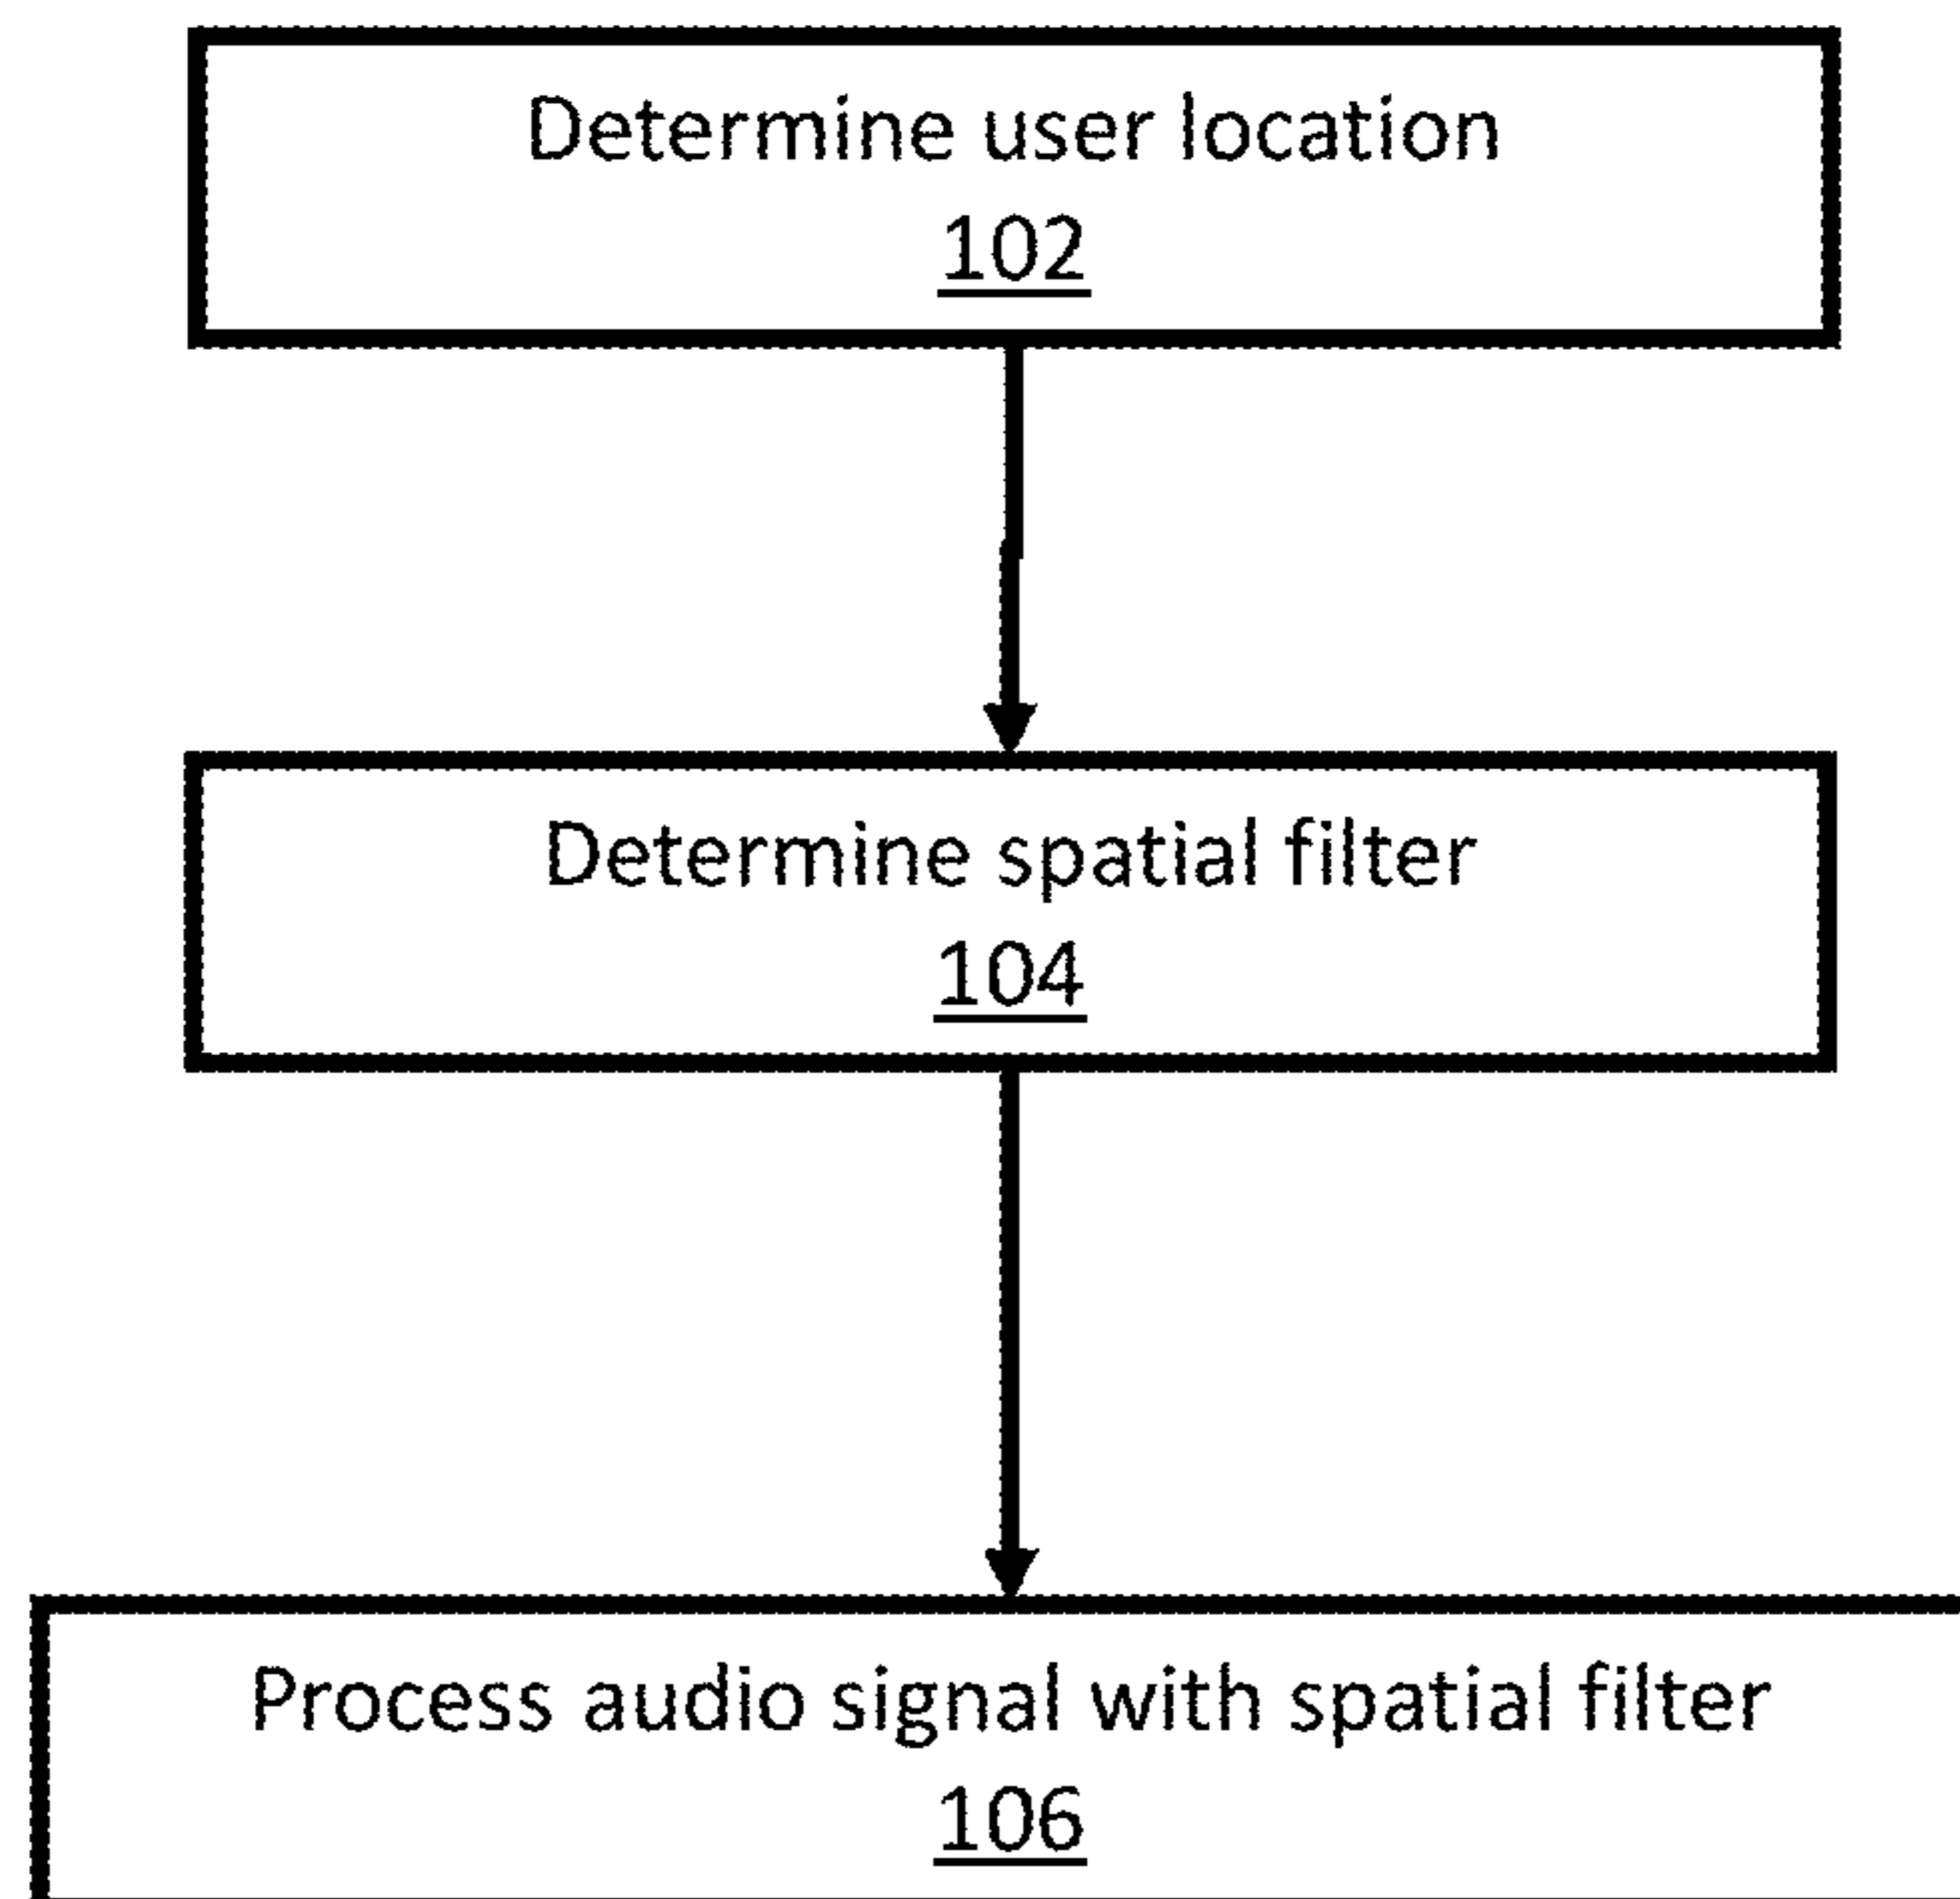 Determine user location
102
Determine spatial filter
104
Process audio signal with spatial filter
106